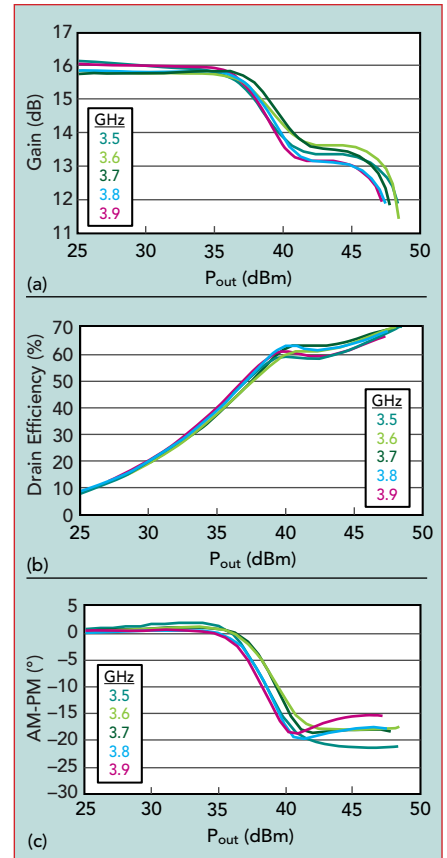 17
16
15
14
13
12
11
Gain (dB)
GHz
3.5
3.6
3.7
3.8
3.9
25 30 35 40 45 50
(a)
Pout (dBm)
70
60
50
40
30
20
10
0
Drain Efficiency (%)
GHz
3.5
3.6
3.7
3.8
3.9
25 30 35 40 45 50
(b)
Pout (dBm)
5
0
–5
–10
–15
–20
–25
–30
AM-PM (°)
GHz
3.5
3.6
3.7
3.8
3.9
25 30 35 40 45 50
(c)
Pout (dBm)